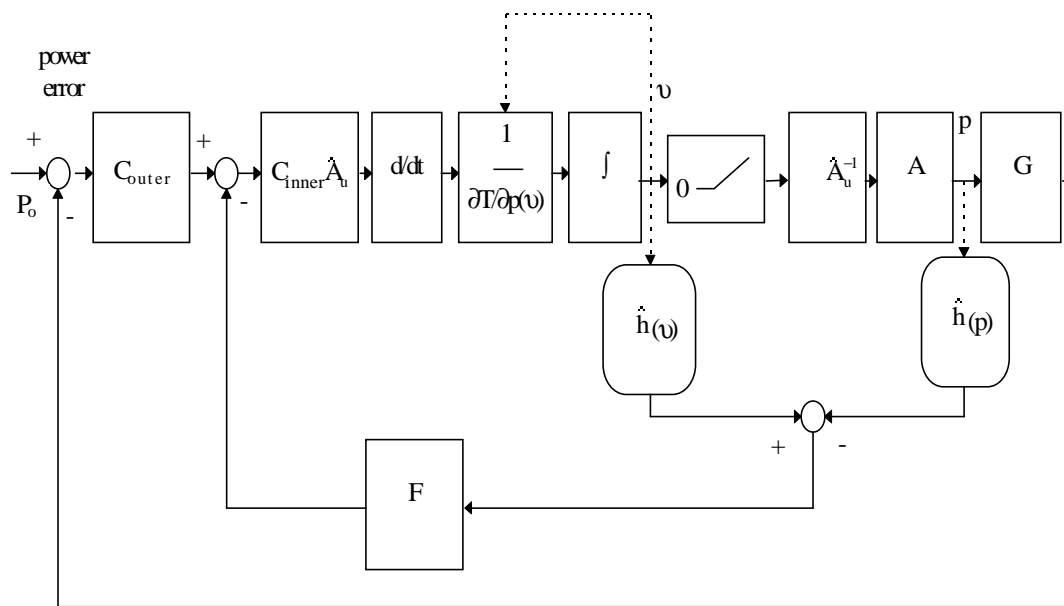 power
error
υ
+
+
C_outer
C_inner Â_u
d/dt
1
∂T/∂p(υ)
∫
0
Â_u^-1
A
p
G
P_o
-
-
ĥ(υ)
ĥ(p)
+
-
F